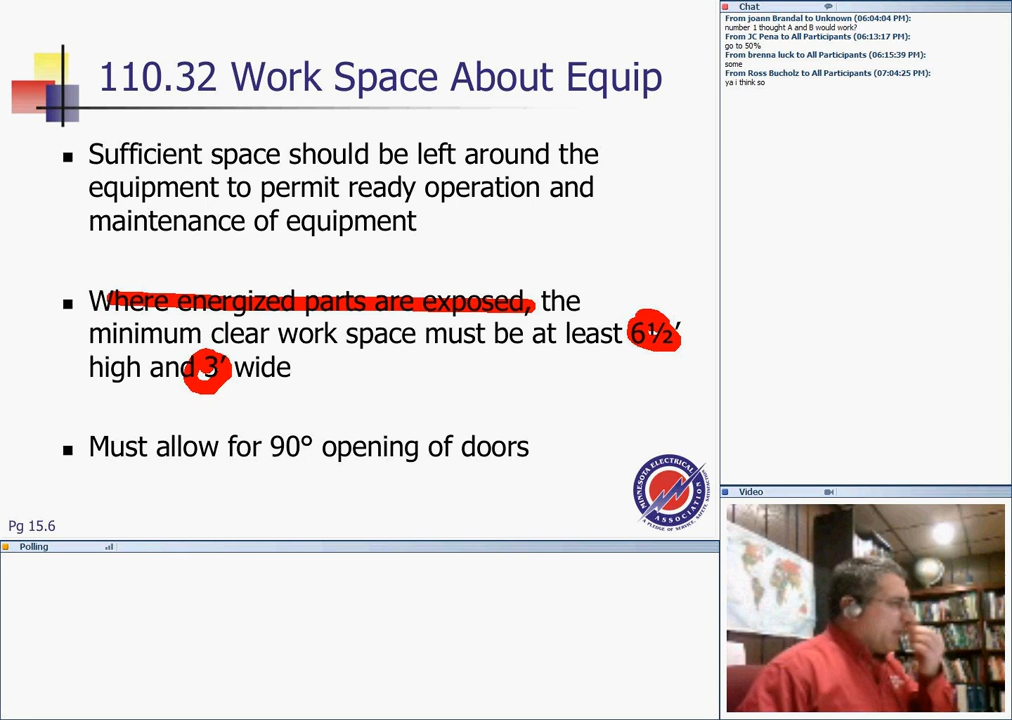 110.32 Work Space About Equip
■ Sufficient space should be left around the
equipment to permit ready operation and
maintenance of equipment
■ Where energized parts are exposed, the
minimum clear work space must be at least 6½’
high and 3’ wide
■ Must allow for 90° opening of doors
MINNESOTA ELECTRICAL
ASSOCIATION
A PLEDGE OF SERVICE, SAFETY, SATISFACTION
Pg 15.6
Polling
Chat
From joann Brandal to Unknown (06:04:04 PM):
number 1 thought A and B would work?
From JC Pena to All Participants (06:13:17 PM):
go to 50%
From brenna luck to All Participants (06:15:39 PM):
some
From Ross Bucholz to All Participants (07:04:25 PM):
ya i think so
Video